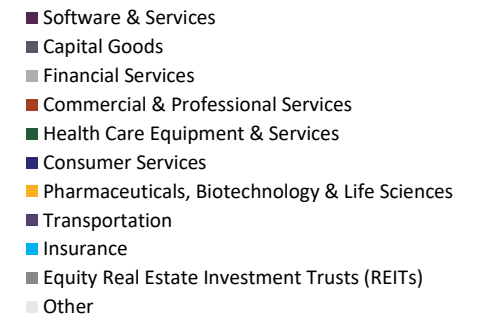 Software & Services
Capital Goods
Financial Services
Commercial & Professional Services
Health Care Equipment & Services
Consumer Services
Pharmaceuticals, Biotechnology & Life Sciences
Transportation
Insurance
Equity Real Estate Investment Trusts (REITs)
Other